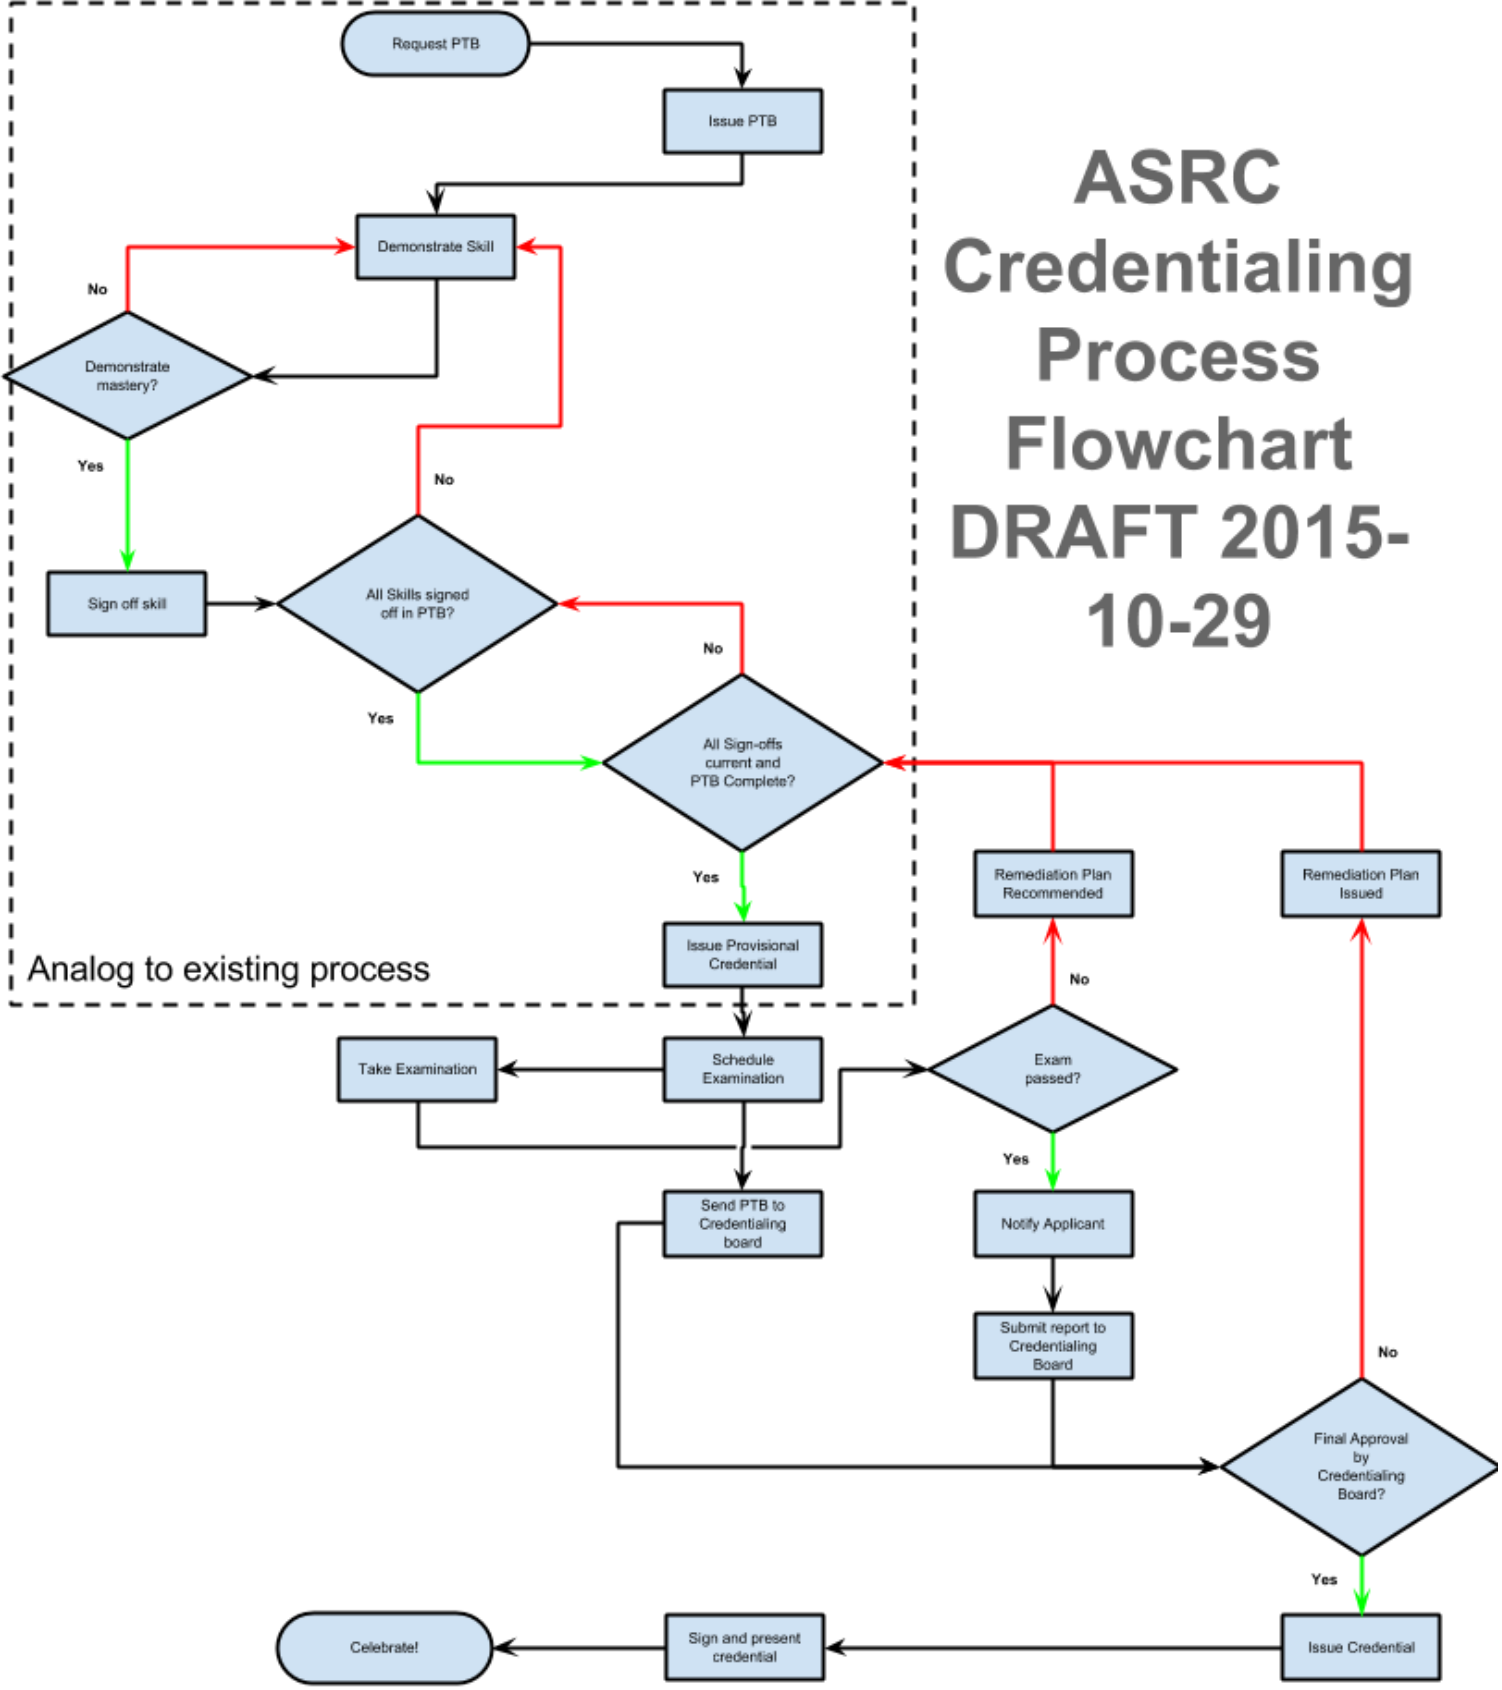 Request PTB
Issue PTB
ASRC
Credentialing
Process
Flowchart
DRAFT 2015-
10-29
Demonstrate Skill
No
Demonstrate
mastery?
Yes
No
Sign off skill
All Skills signed
off in PTB?
No
Yes
All Sign-offs
current and
PTB Complete?
Yes
Remediation Plan
Recommended
Remediation Plan
Issued
Issue Provisional
Credential
Analog to existing process
No
Take Examination
Schedule
Examination
Exam
passed?
Yes
Send PTB to
Credentialing
board
Notify Applicant
Submit report to
Credentialing
Board
No
Final Approval
by
Credentialing
Board?
Yes
Celebrate!
Sign and present
credential
Issue Credential